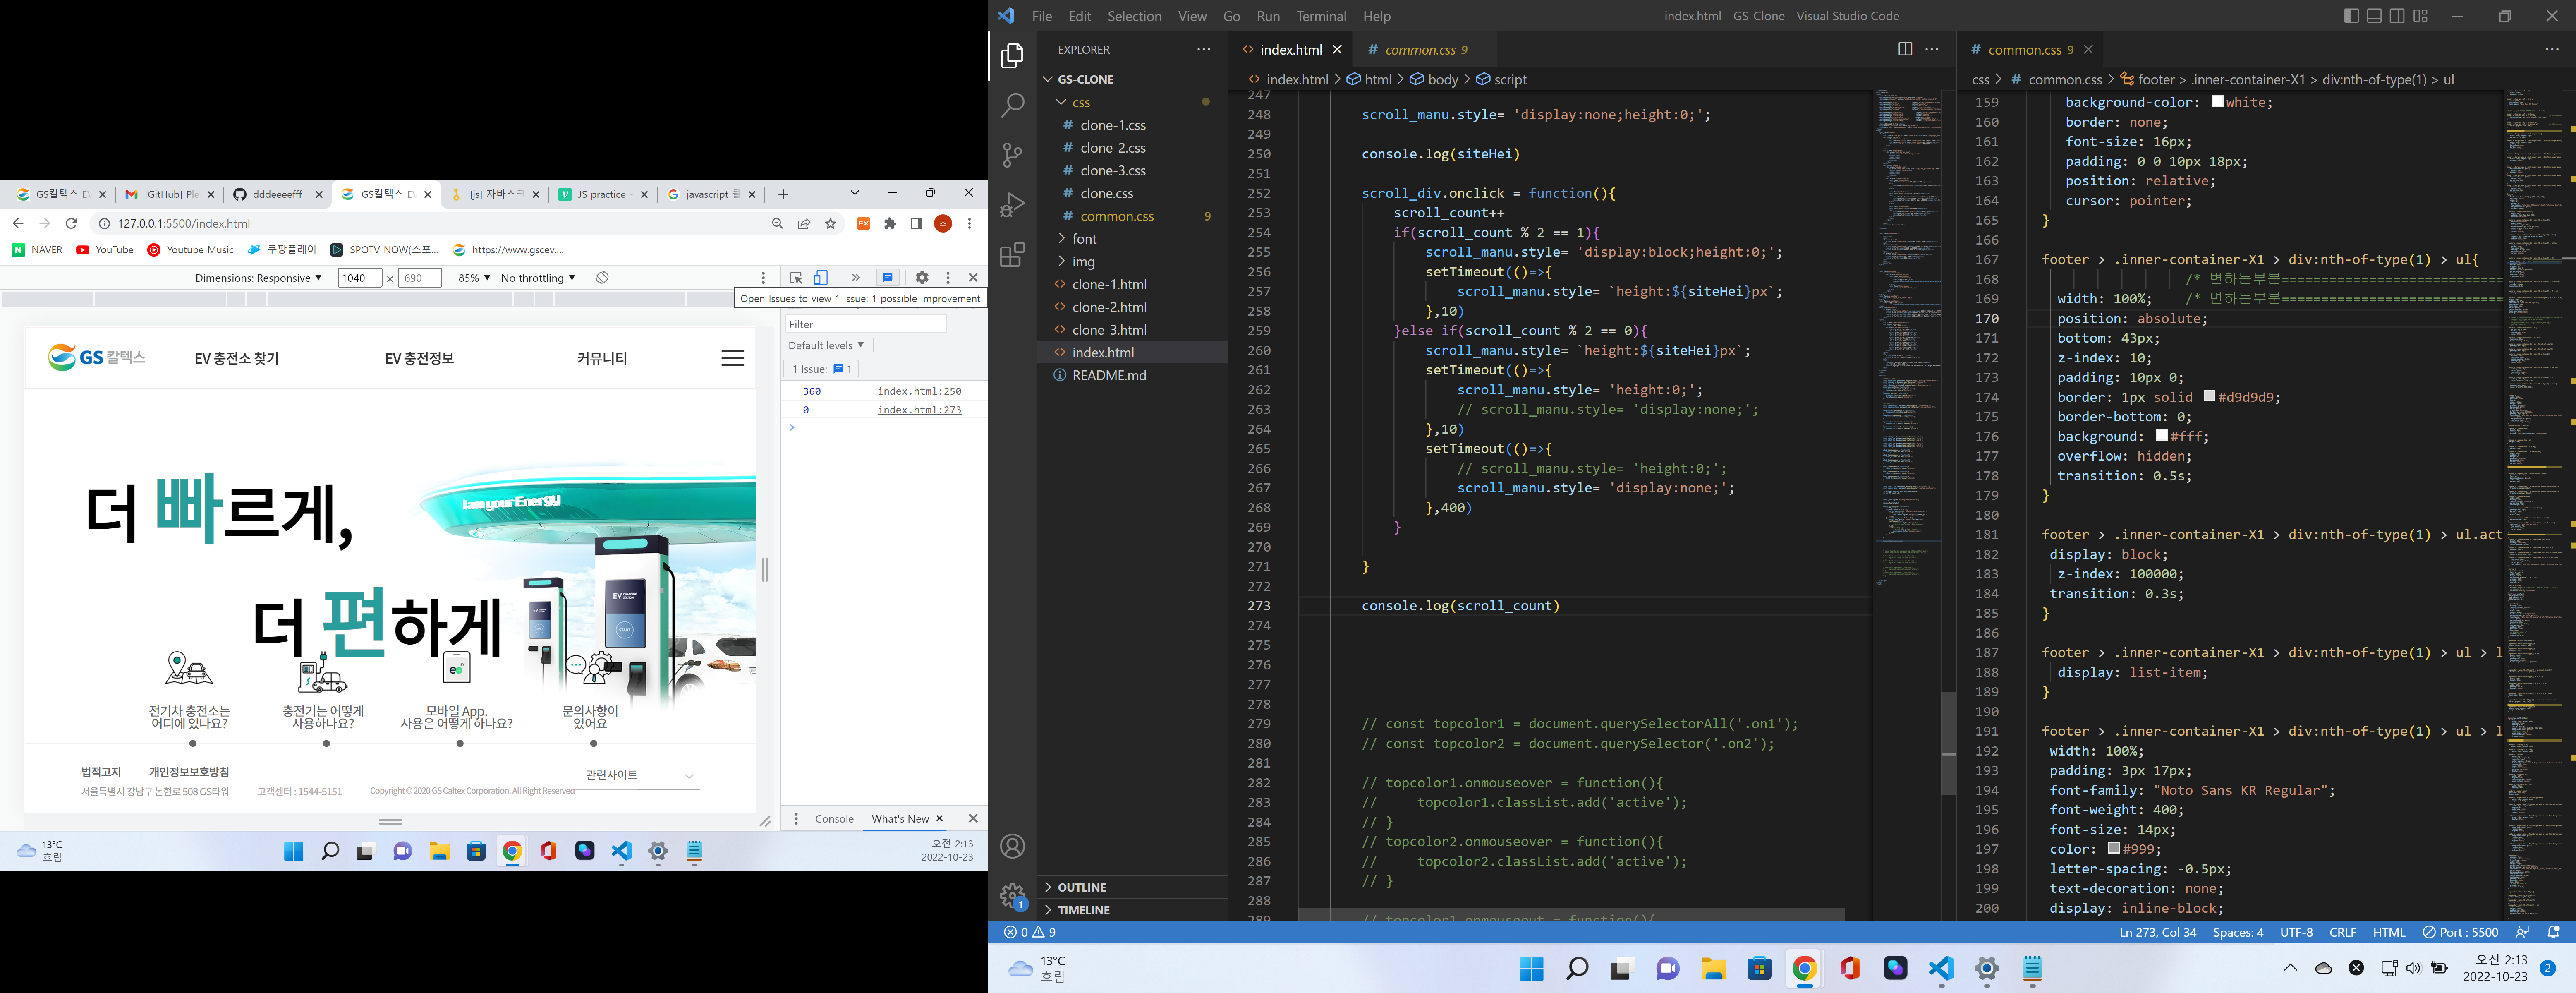 GS칼텍스 EV
[GitHub] Ple
dddeeeefff
GS칼텍스 EV
[js] 자바스크
JS practice
javascript 클
127.0.0.1:5500/index.html
NAVER
YouTube
Youtube Music
쿠팡플레이
SPOTV NOW(스포...
https://www.gscev....
Dimensions: Responsive
1040 × 690
85%
No throttling
Open Issues to view 1 issue: 1 possible improvement
Filter
Default levels
1 Issue: 1
360 index.html:250
0 index.html:273
Console
What's New
GS 칼텍스
EV 충전소 찾기
EV 충전정보
커뮤니티
I am your Energy
더 빠르게,
더 편하게
전기차 충전소는
어디에 있나요?
충전기는 어떻게
사용하나요?
모바일 App.
사용은 어떻게 하나요?
문의사항이
있어요
법적고지 개인정보보호방침
관련사이트
서울특별시 강남구 논현로 508 GS타워 고객센터 : 1544-5151 Copyright © 2020 GS Caltex Corporation. All Right Reserved
13°C
흐림
오전 2:13
2022-10-23
File Edit Selection View Go Run Terminal Help
index.html - GS-Clone - Visual Studio Code
EXPLORER
GS-CLONE
css
clone-1.css
clone-2.css
clone-3.css
clone.css
common.css 9
font
img
clone-1.html
clone-2.html
clone-3.html
index.html
README.md
OUTLINE
TIMELINE
index.html
common.css 9
index.html > html > body > script
247
248 scroll_manu.style= 'display:none;height:0;';
249
250 console.log(siteHei)
251
252 scroll_div.onclick = function(){
253 scroll_count++
254 if(scroll_count % 2 == 1){
255 scroll_manu.style= 'display:block;height:0;';
256 setTimeout(()=>{
257 scroll_manu.style= `height:${siteHei}px`;
258 },10)
259 }else if(scroll_count % 2 == 0){
260 scroll_manu.style= `height:${siteHei}px`;
261 setTimeout(()=>{
262 scroll_manu.style= 'height:0;';
263 // scroll_manu.style= 'display:none;';
264 },10)
265 setTimeout(()=>{
266 // scroll_manu.style= 'height:0;';
267 scroll_manu.style= 'display:none;';
268 },400)
269 }
270
271 }
272
273 console.log(scroll_count)
274
275
276
277
278
279 // const topcolor1 = document.querySelectorAll('.on1');
280 // const topcolor2 = document.querySelector('.on2');
281
282 // topcolor1.onmouseover = function(){
283 // topcolor1.classList.add('active');
284 // }
285 // topcolor2.onmouseover = function(){
286 // topcolor2.classList.add('active');
287 // }
288
289 // topcolor1.onmouseout = function(){
common.css 9
css > common.css > footer > .inner-container-X1 > div:nth-of-type(1) > ul
159 background-color: white;
160 border: none;
161 font-size: 16px;
162 padding: 0 0 10px 18px;
163 position: relative;
164 cursor: pointer;
165 }
166
167 footer > .inner-container-X1 > div:nth-of-type(1) > ul{
168 /* 변하는부분============================
169 width: 100%; /* 변하는부분============================
170 position: absolute;
171 bottom: 43px;
172 z-index: 10;
173 padding: 10px 0;
174 border: 1px solid #d9d9d9;
175 border-bottom: 0;
176 background: #fff;
177 overflow: hidden;
178 transition: 0.5s;
179 }
180
181 footer > .inner-container-X1 > div:nth-of-type(1) > ul.act
182 display: block;
183 z-index: 100000;
184 transition: 0.3s;
185 }
186
187 footer > .inner-container-X1 > div:nth-of-type(1) > ul > l
188 display: list-item;
189 }
190
191 footer > .inner-container-X1 > div:nth-of-type(1) > ul > l
192 width: 100%;
193 padding: 3px 17px;
194 font-family: "Noto Sans KR Regular";
195 font-weight: 400;
196 font-size: 14px;
197 color: #999;
198 letter-spacing: -0.5px;
199 text-decoration: none;
200 display: inline-block;
0 9
Ln 273, Col 34 Spaces: 4 UTF-8 CRLF HTML Port : 5500
13°C
흐림
오전 2:13
2022-10-23
2